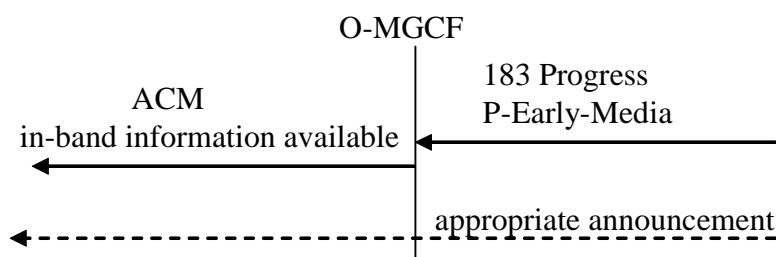 O-MGCF
183 Progress
P-Early-Media
ACM
in-band information available
appropriate announcement